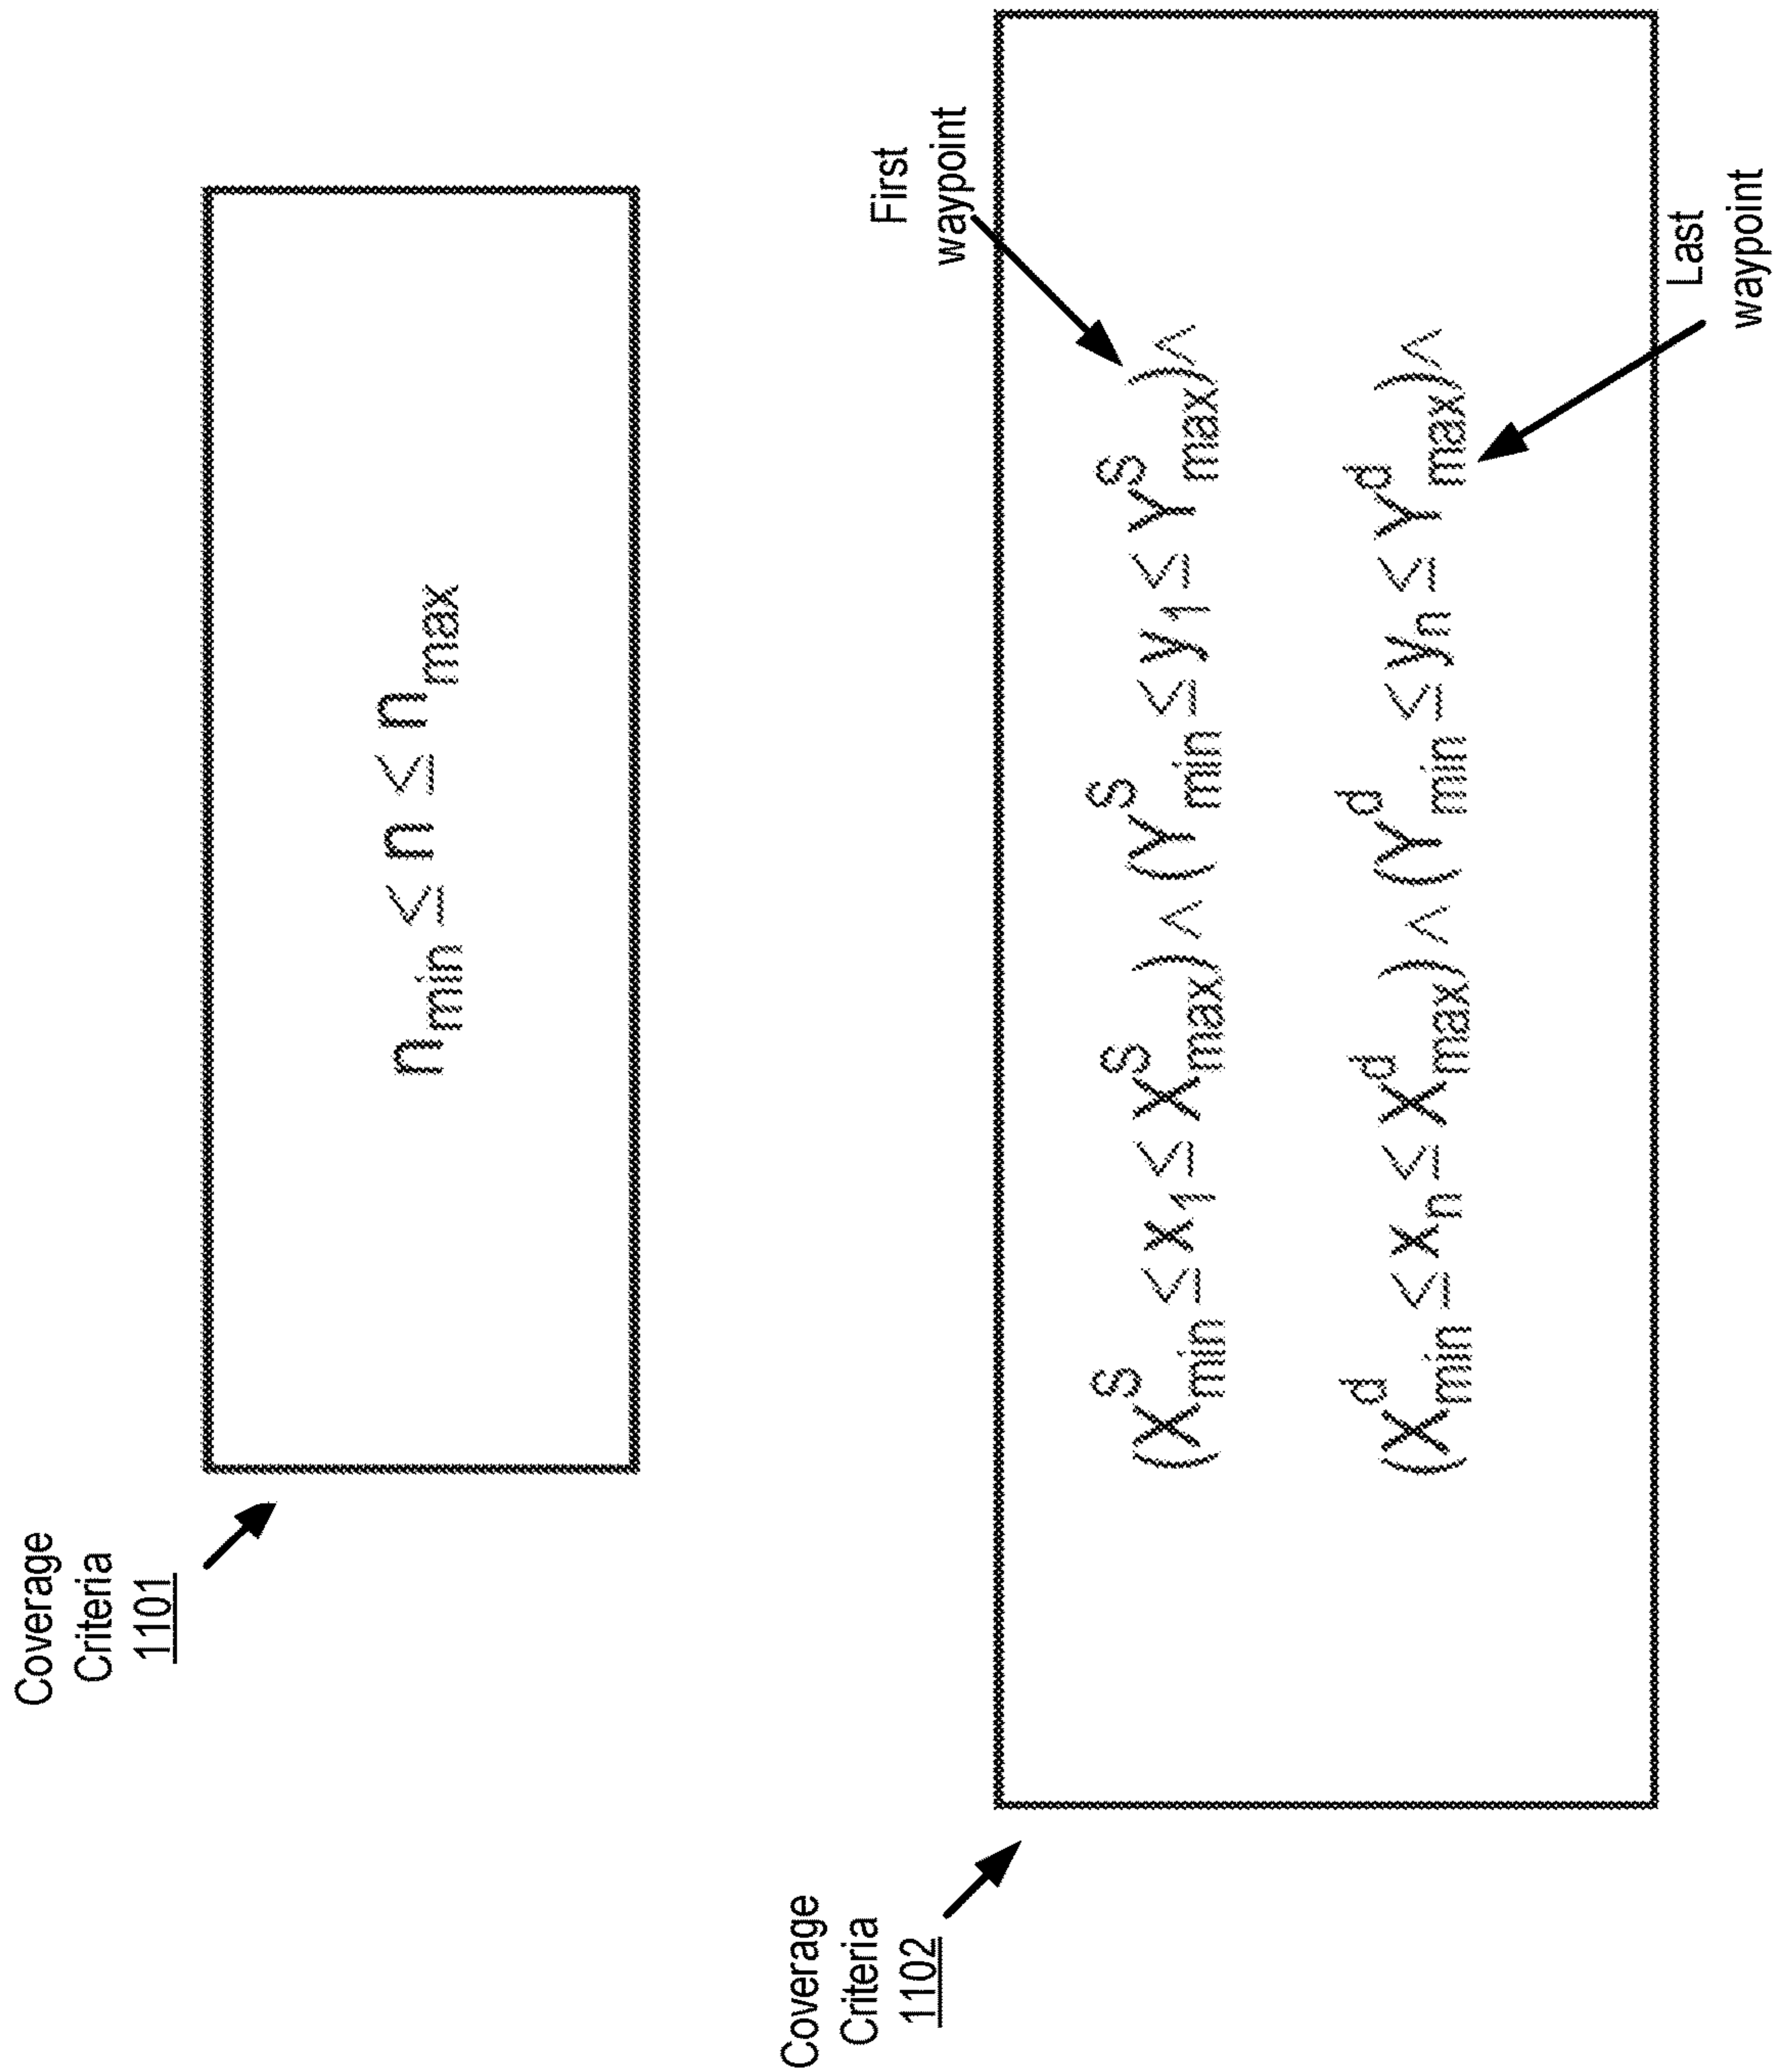 Coverage
Criteria
1101
n_min ≤ n ≤ n_max
Coverage
Criteria
1102
First
waypoint
(X^S_min ≤ x_1 ≤ X^S_max) ∧ (Y^S_min ≤ y_1 ≤ Y^S_max) ∧
(X^d_min ≤ x_n ≤ X^d_max) ∧ (Y^d_min ≤ y_n ≤ Y^d_max) ∧
Last
waypoint